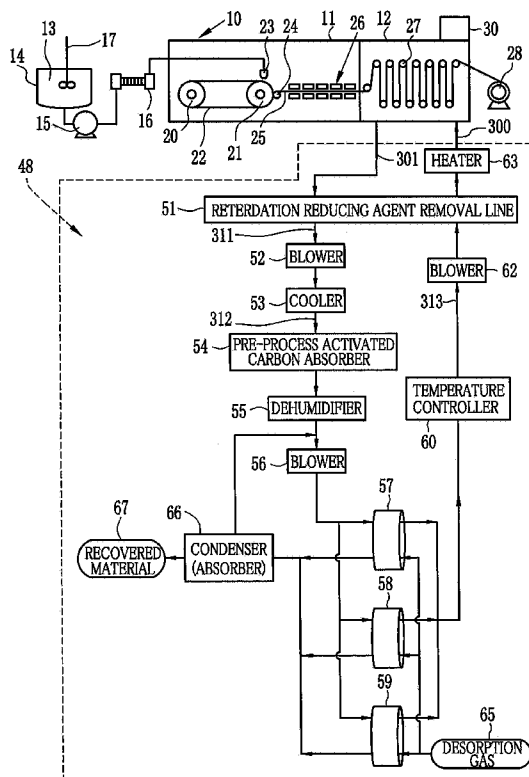 10 11 12 30
17 13 14 23 24 26 27
15 16 28
20 22 25 21
301 300
48
HEATER 63
51 RETERDATION REDUCING AGENT REMOVAL LINE
311
52 BLOWER
BLOWER 62
53 COOLER
313
312
54 PRE-PROCESS ACTIVATED
CARBON ABSORBER
TEMPERATURE
CONTROLLER
60
55 DEHUMIDIFIER
56 BLOWER
57
67
RECOVERED
MATERIAL
66
CONDENSER
(ABSORBER)
58
59
65
DESORPTION
GAS